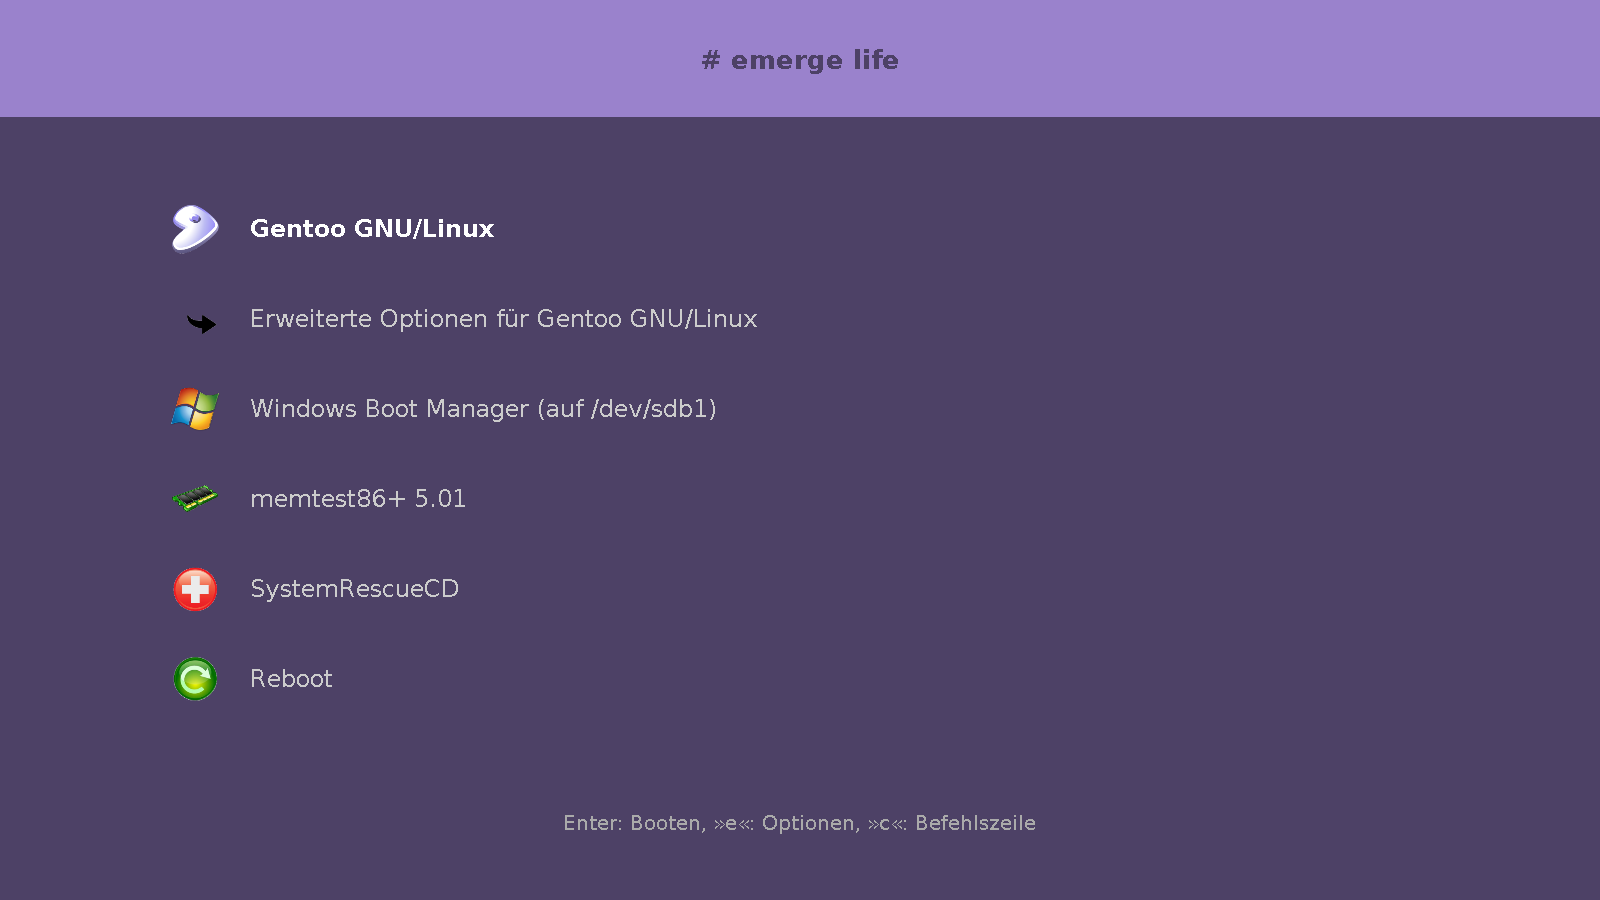 # emerge life
Gentoo GNU/Linux
Erweiterte Optionen für Gentoo GNU/Linux
Windows Boot Manager (auf /dev/sdb1)
memtest86+ 5.01
SystemRescueCD
Reboot
Enter: Booten, »e«: Optionen, »c«: Befehlszeile